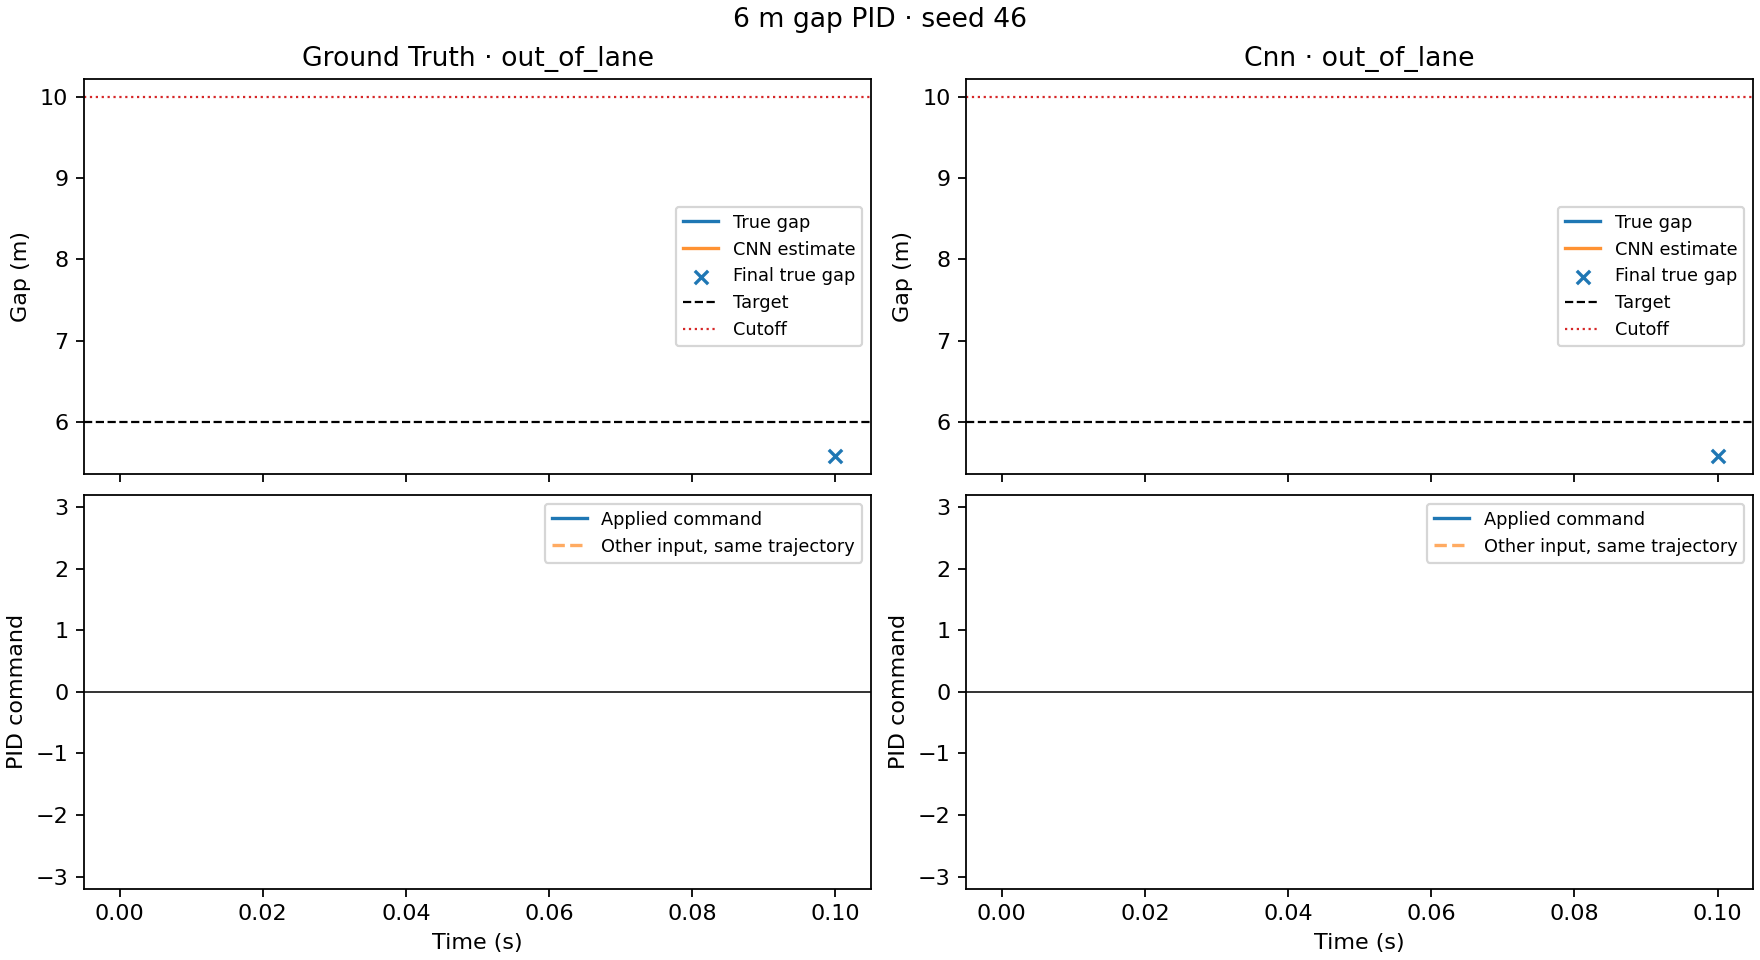 6 m gap PID · seed 46
Ground Truth · out_of_lane
10
9
8
7
6
Gap (m)
True gap
CNN estimate
Final true gap
Target
Cutoff
Cnn · out_of_lane
10
9
8
7
6
Gap (m)
True gap
CNN estimate
Final true gap
Target
Cutoff
3
2
1
0
−1
−2
−3
PID command
Applied command
Other input, same trajectory
0.00 0.02 0.04 0.06 0.08 0.10
Time (s)
3
2
1
0
−1
−2
−3
PID command
Applied command
Other input, same trajectory
0.00 0.02 0.04 0.06 0.08 0.10
Time (s)